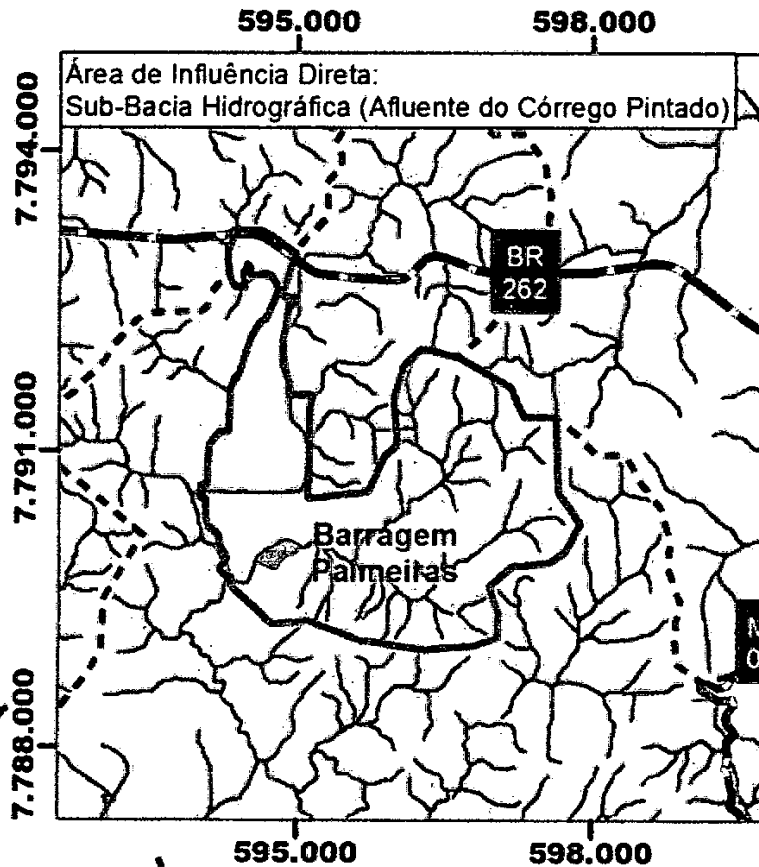 595.000 598.000
Área de Influência Direta:
Sub-Bacia Hidrográfica (Afluente do Córrego Pintado)
7.794.000
BR
262
7.791.000
Barragem
Palmeiras
N
0
7.788.000
595.000 598.000